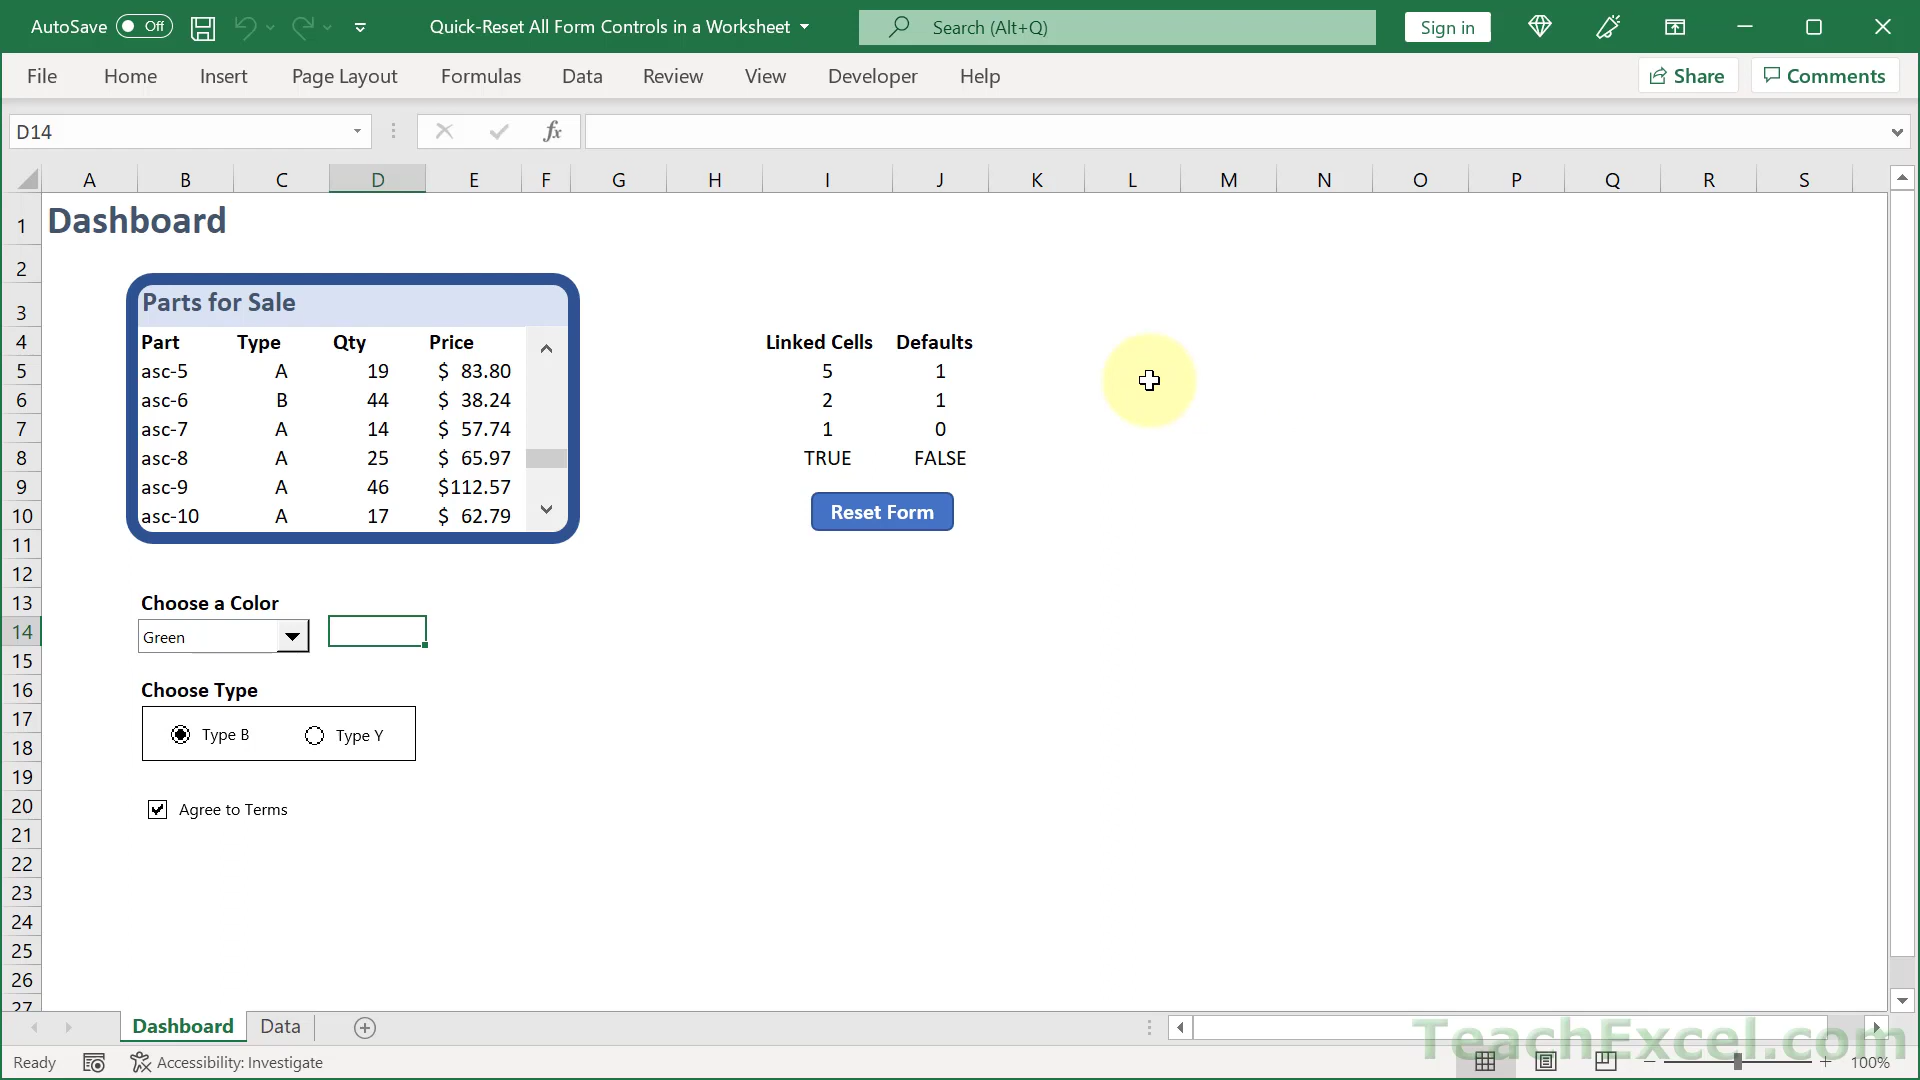 AutoSave Off Quick-Reset All Form Controls in a Worksheet Search (Alt+Q) Sign in
File Home Insert Page Layout Formulas Data Review View Developer Help Share Comments
D14 fx
A B C D E F G H I J K L M N O P Q R S
1 Dashboard
2
3 Parts for Sale
4 Part Type Qty Price Linked Cells Defaults
5 asc-5 A 19 $ 83.80 5 1
6 asc-6 B 44 $ 38.24 2 1
7 asc-7 A 14 $ 57.74 1 0
8 asc-8 A 25 $ 65.97 TRUE FALSE
9 asc-9 A 46 $112.57
10 asc-10 A 17 $ 62.79 Reset Form
11
12
13 Choose a Color
14 Green
15
16 Choose Type
17
18 Type B Type Y
19
20 Agree to Terms
21
22
23
24
25
26
27
Dashboard Data
TeachExcel.com
Ready Accessibility: Investigate 100%